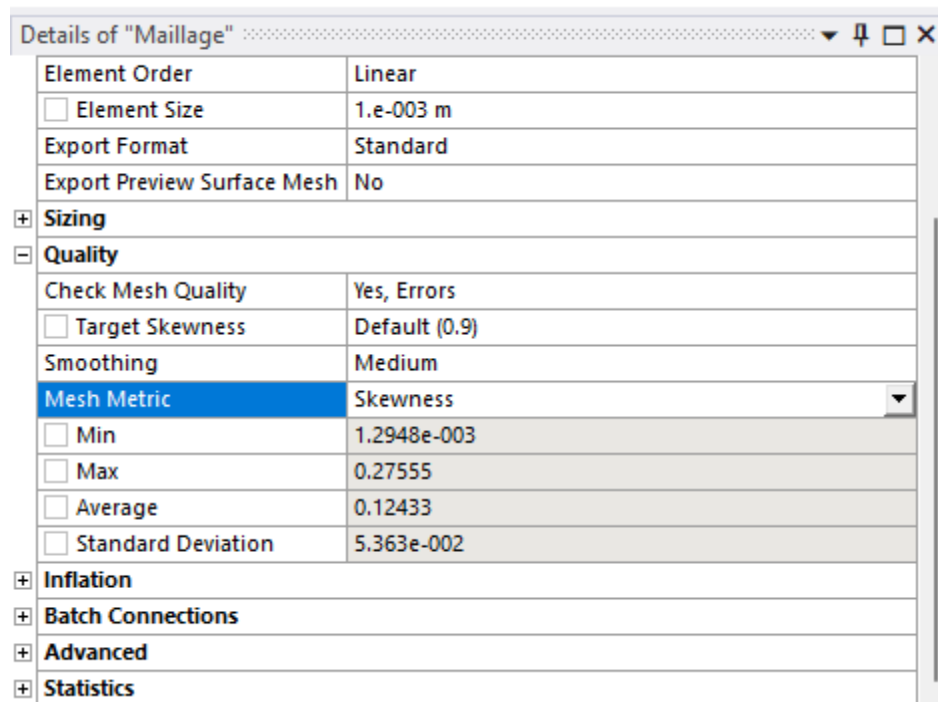 Details of "Maillage"
Element Order Linear
Element Size 1.e-003 m
Export Format Standard
Export Preview Surface Mesh No
Sizing
Quality
Check Mesh Quality Yes, Errors
Target Skewness Default (0.9)
Smoothing Medium
Mesh Metric Skewness
Min 1.2948e-003
Max 0.27555
Average 0.12433
Standard Deviation 5.363e-002
Inflation
Batch Connections
Advanced
Statistics